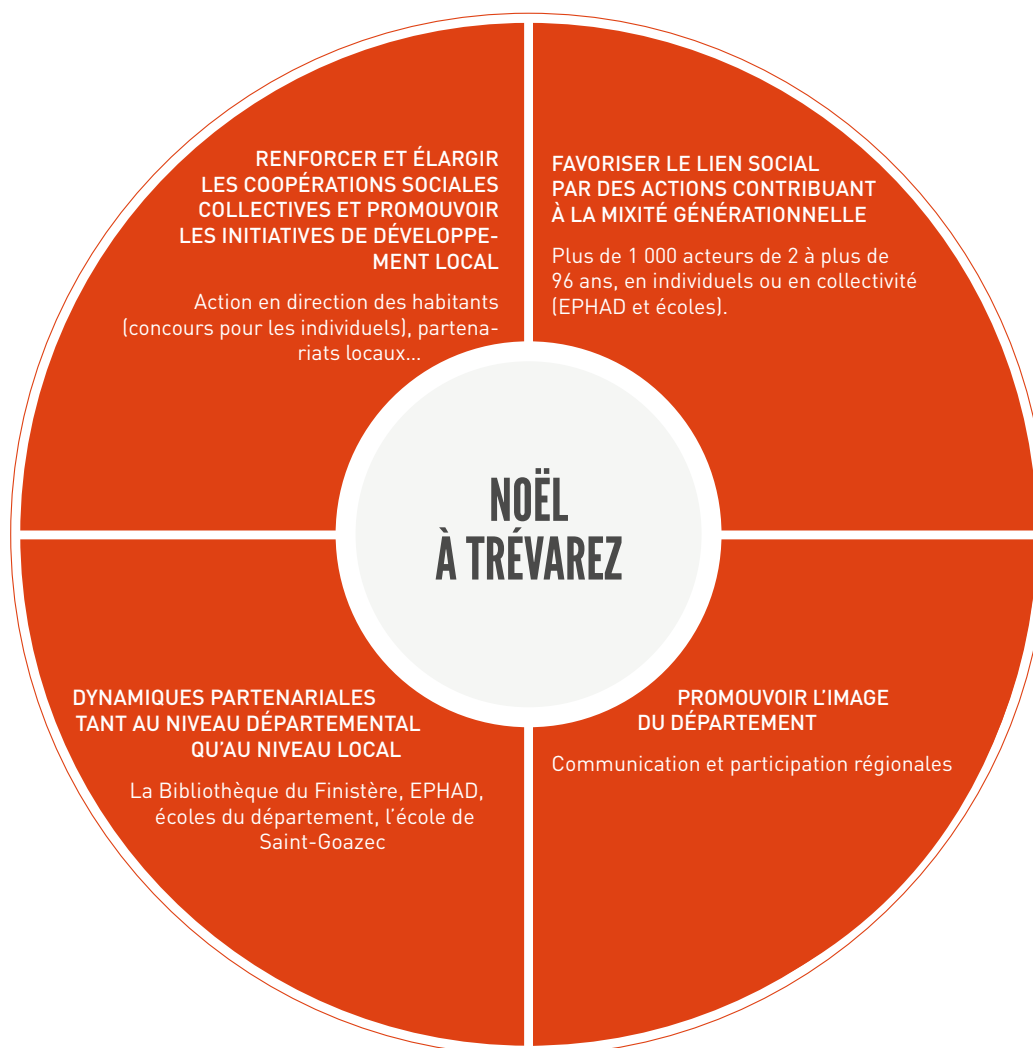 RENFORCER ET ÉLARGIR
LES COOPÉRATIONS SOCIALES
COLLECTIVES ET PROMOUVOIR
LES INITIATIVES DE DÉVELOPPE-
MENT LOCAL
Action en direction des habitants
(concours pour les individuels), partena-
riats locaux...
FAVORISER LE LIEN SOCIAL
PAR DES ACTIONS CONTRIBUANT
À LA MIXITÉ GÉNÉRATIONNELLE
Plus de 1 000 acteurs de 2 à plus de
96 ans, en individuels ou en collectivité
(EPHAD et écoles).
NOËL
À TRÉVAREZ
DYNAMIQUES PARTENARIALES
TANT AU NIVEAU DÉPARTEMENTAL
QU'AU NIVEAU LOCAL
La Bibliothèque du Finistère, EPHAD,
écoles du département, l'école de
Saint-Goazec
PROMOUVOIR L'IMAGE
DU DÉPARTEMENT
Communication et participation régionales